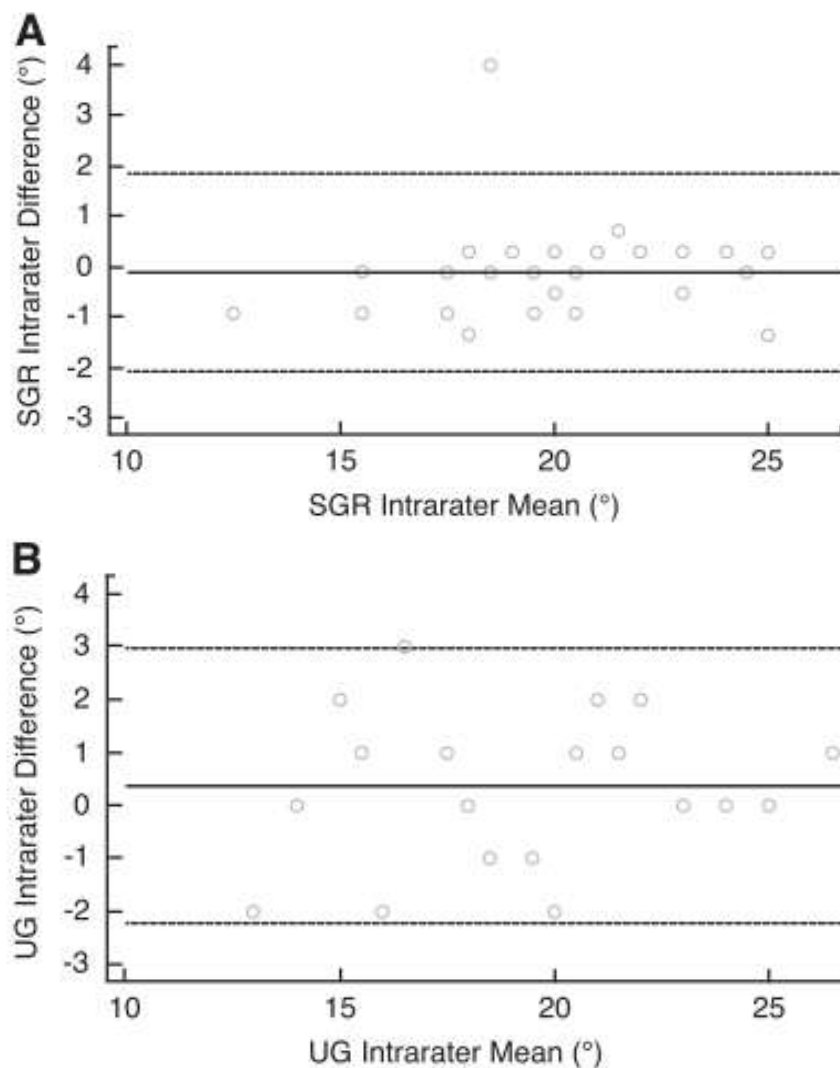 A
SGR Intrarater Difference (°)
4
3
2
1
0
-1
-2
-3
10 15 20 25
SGR Intrarater Mean (°)
B
UG Intrarater Difference (°)
4
3
2
1
0
-1
-2
-3
10 15 20 25
UG Intrarater Mean (°)